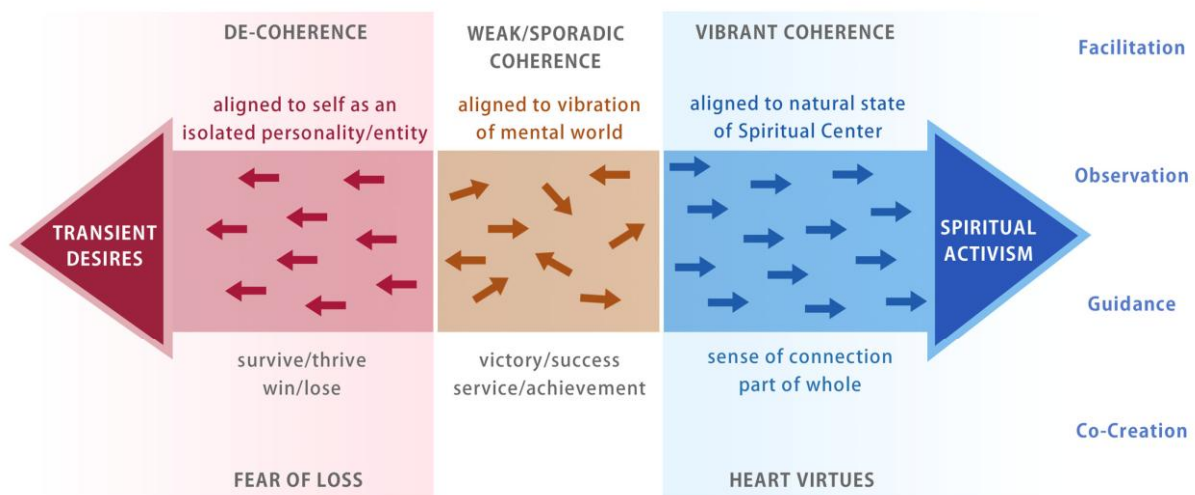 DE-COHERENCE
aligned to self as an
isolated personality/entity
TRANSIENT
DESIRES
survive/thrive
win/lose
FEAR OF LOSS
WEAK/SPORADIC
COHERENCE
aligned to vibration
of mental world
victory/success
service/achievement
VIBRANT COHERENCE
aligned to natural state
of Spiritual Center
sense of connection
part of whole
HEART VIRTUES
SPIRITUAL
ACTIVISM
Facilitation
Observation
Guidance
Co-Creation